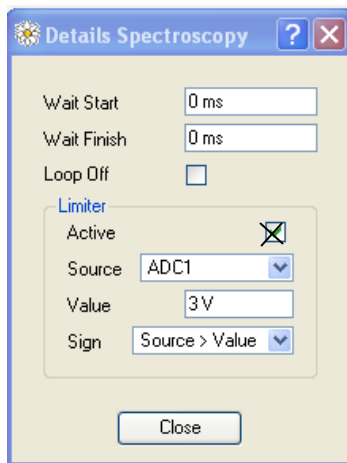 Details Spectroscopy
Wait Start 0 ms
Wait Finish 0 ms
Loop Off
Limiter
Active
Source ADC1
Value 3 V
Sign Source > Value
Close